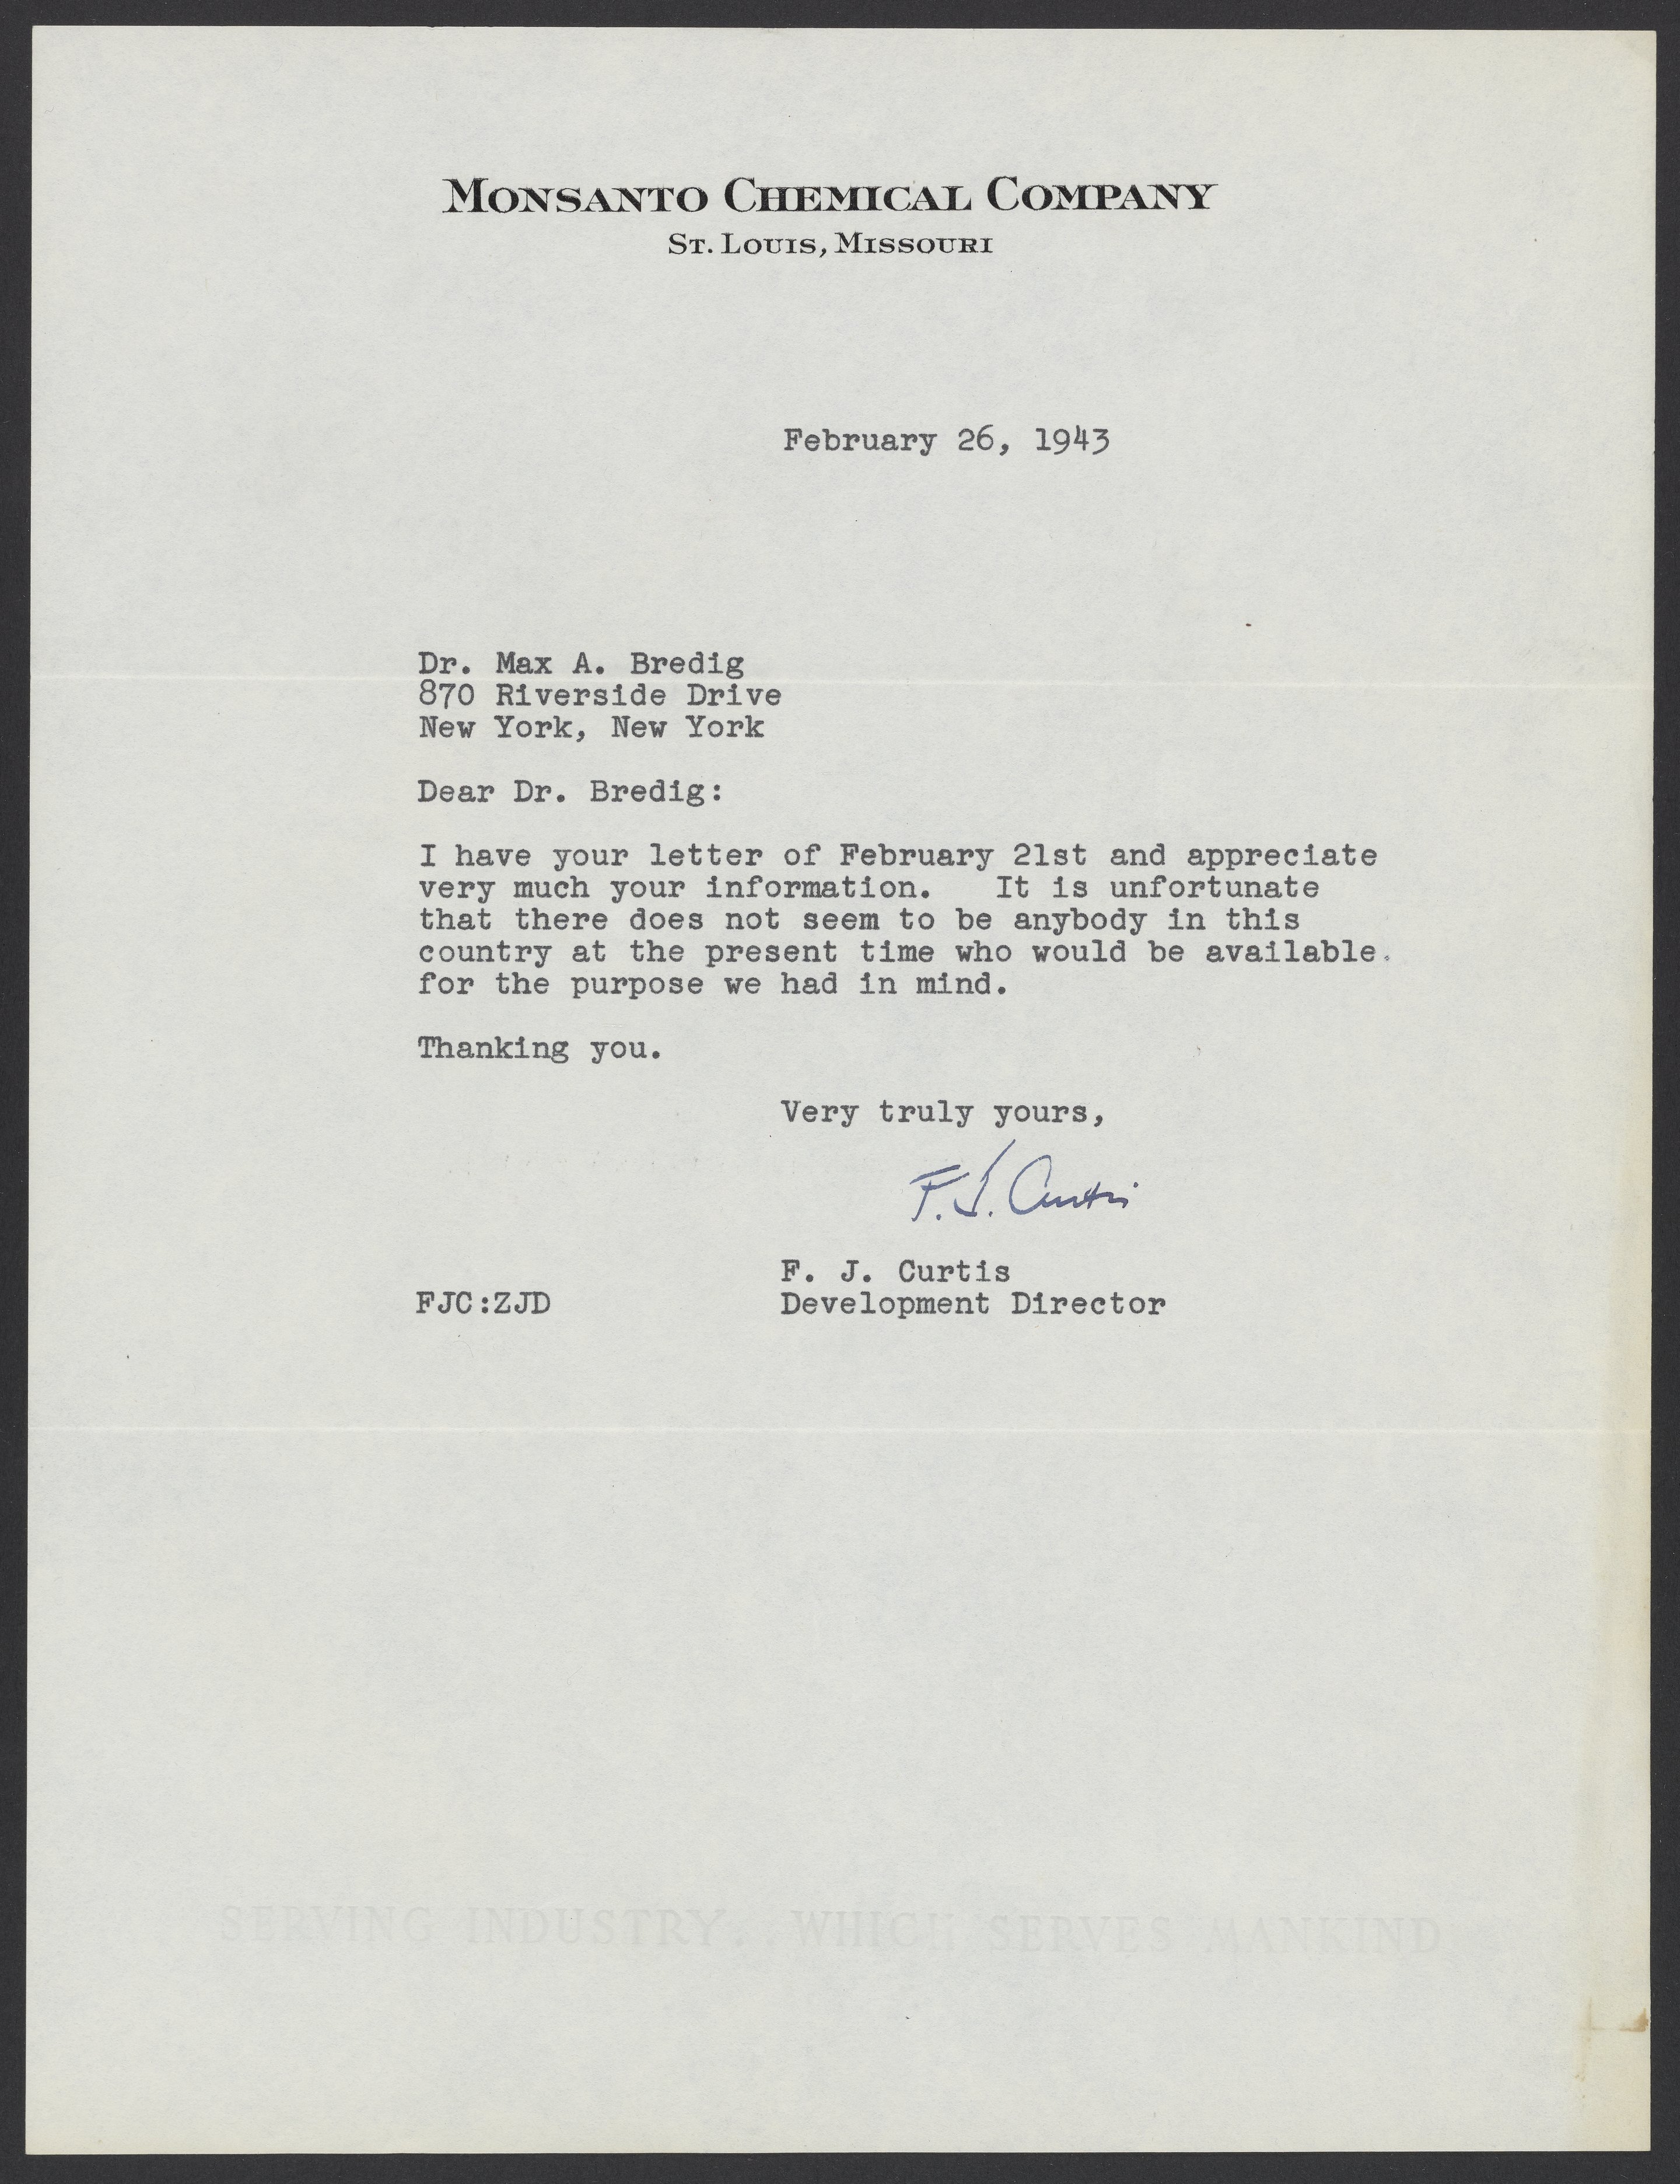 MONSANTO CHEMICAL COMPANY
ST. LOUIS, MISSOURI
February 26, 1943
Dr. Max A. Bredig
870 Riverside Drive
New York, New York
Dear Dr. Bredig:
I have your letter of February 21st and appreciate
very much your information. It is unfortunate
that there does not seem to be anybody in this
country at the present time who would be available.
for the purpose we had in mind.
Thanking you.
Very truly yours,
F. J. Curtis
F. J. Curtis
FJC:ZJD Development Director
SERVING INDUSTRY..WHICH SERVES MANKIND